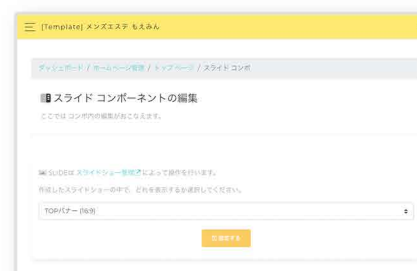 [Template] メンズエステ もえみん
ダッシュボード / ホームページ管理 / トップ ページ / スライド コンポ
スライド コンポーネントの編集
ここでは コンポ内の編集がおこなえます。
SLIDEは スライドショー管理 によって操作を行います。
作成したスライドショーの中で、どれを表示するか選択してください。
TOPバナー (16:9)